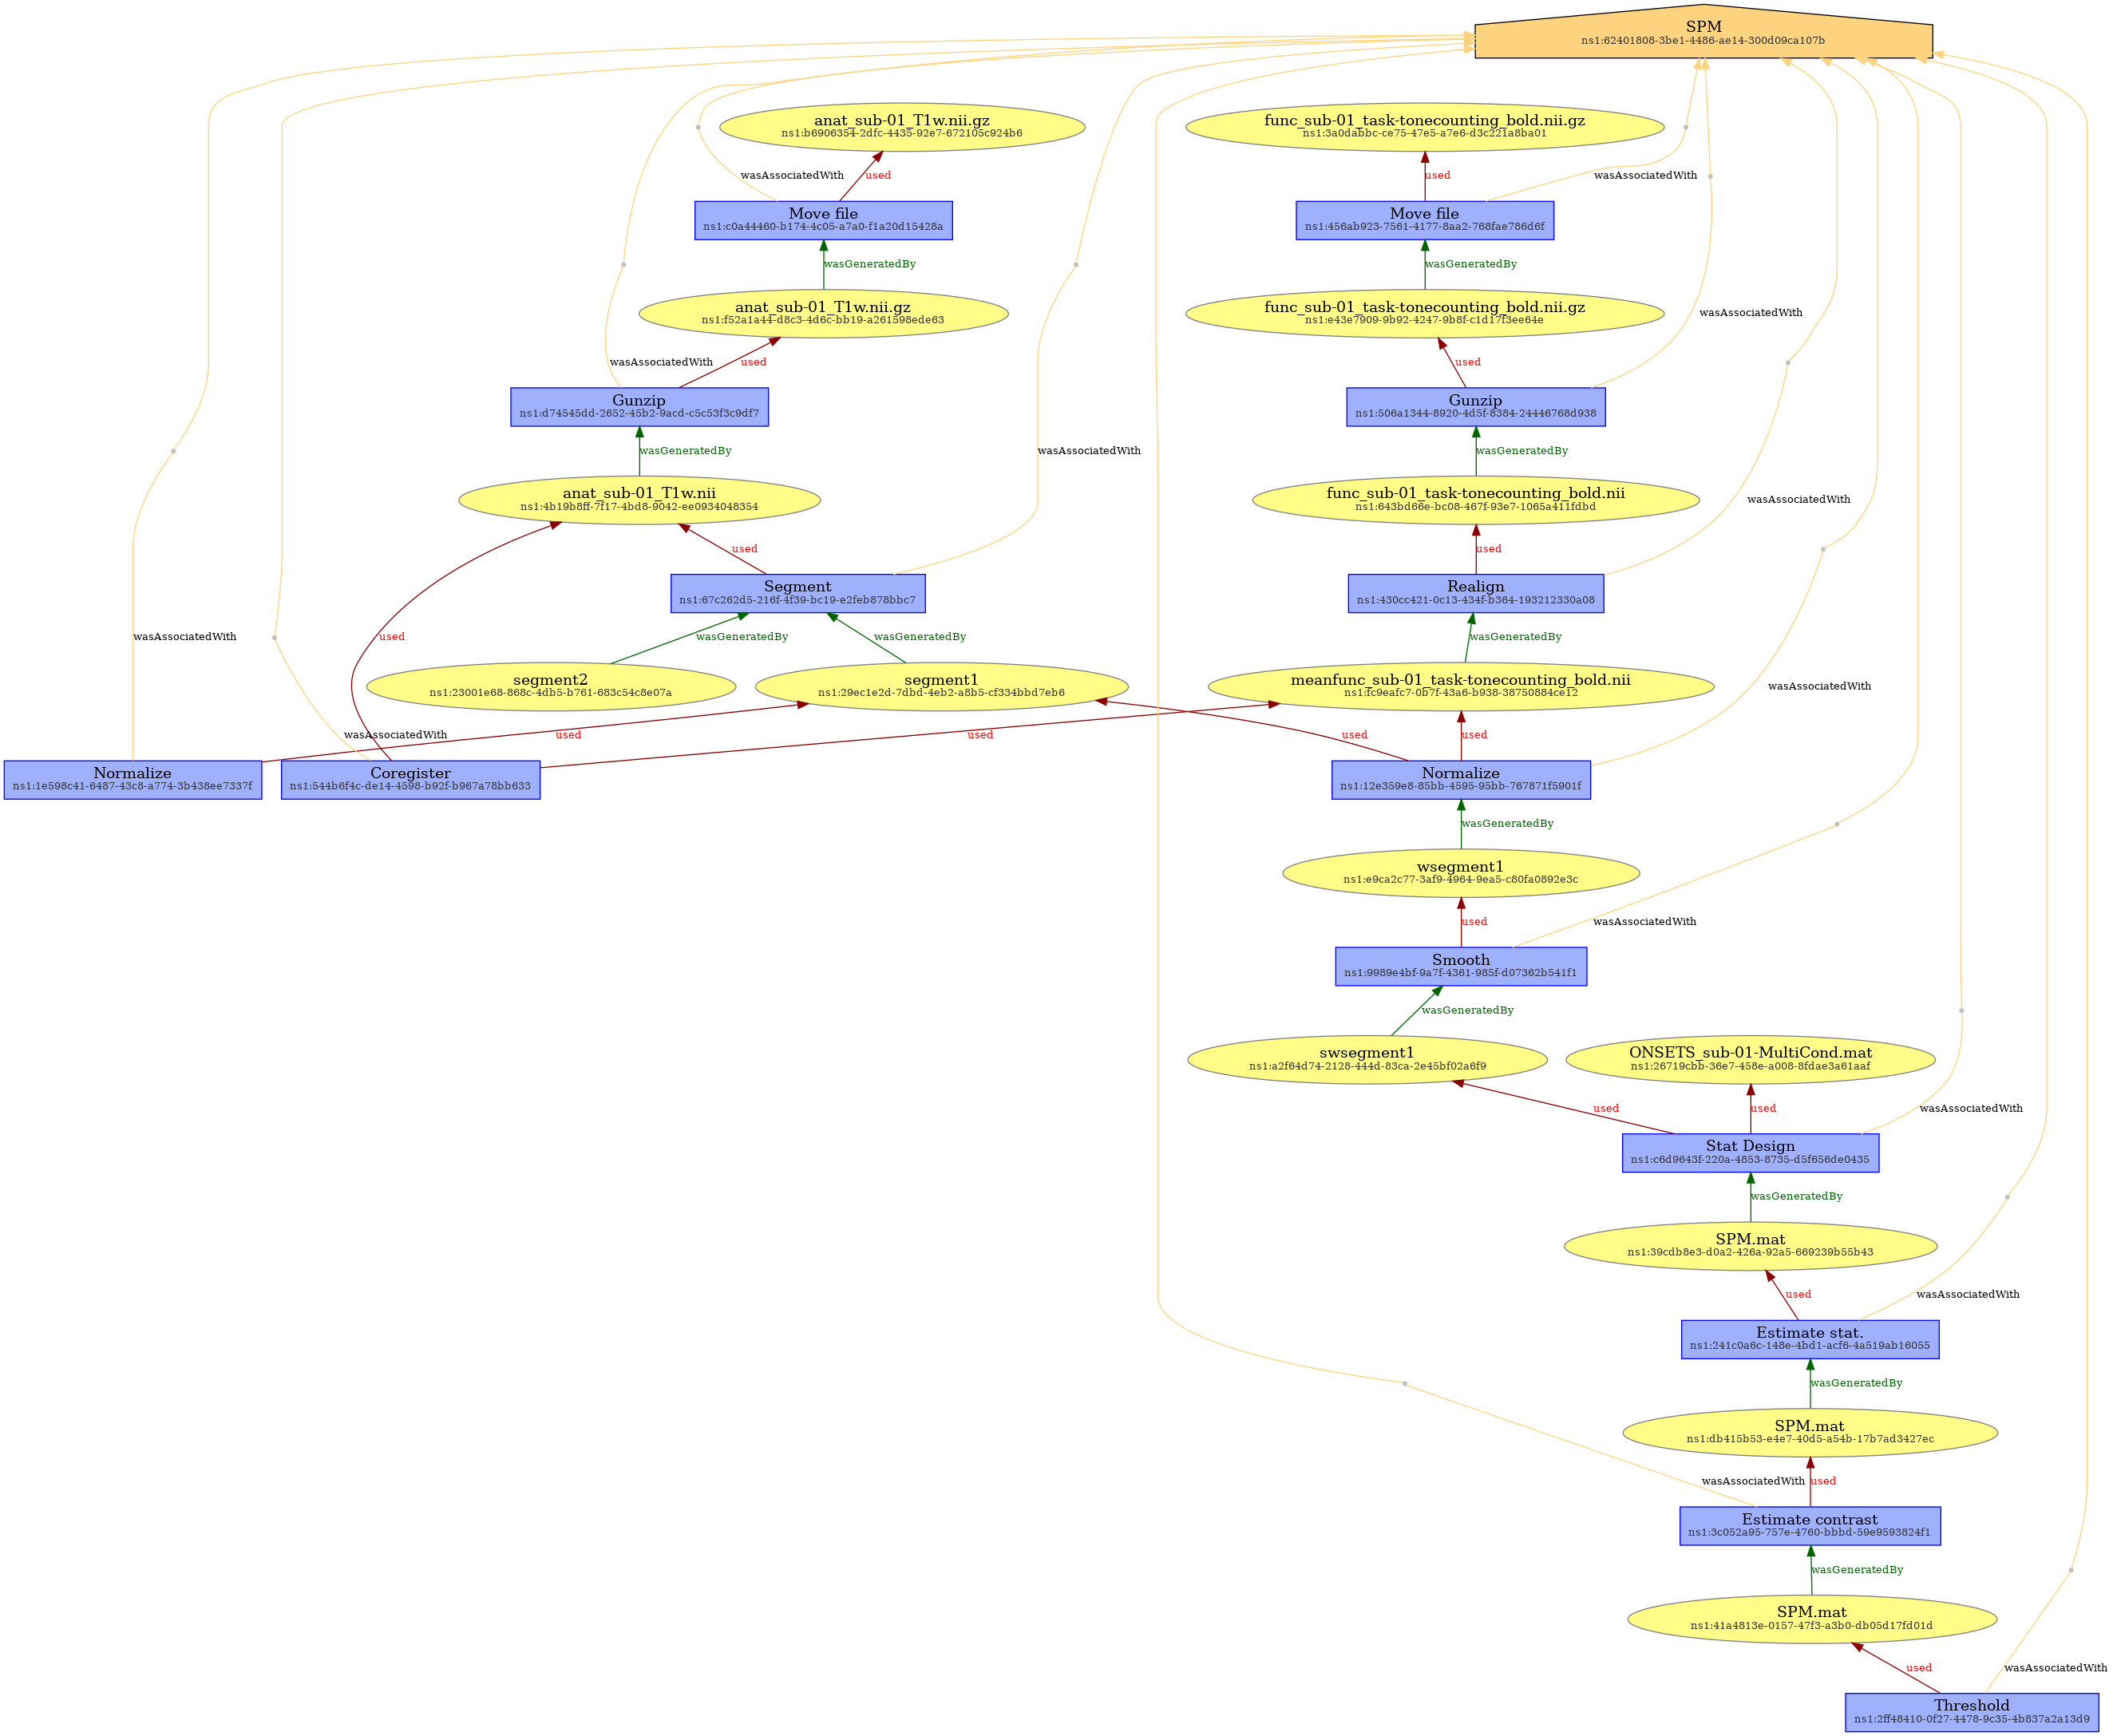 SPM
ns1:62401808-3be1-4486-ae14-300d09ca107b
anat_sub-01_T1w.nii.gz
ns1:b6906354-2dfc-4435-92e7-672105c924b6
func_sub-01_task-tonecounting_bold.nii.gz
ns1:3a0dabbc-ce75-47e5-a7e6-d3c221a8ba01
wasAssociatedWith
used
used
wasAssociatedWith
Move file
ns1:c0a44460-b174-4c05-a7a0-f1a20d15428a
Move file
ns1:456ab923-7561-4177-8aa2-768fae786d6f
wasGeneratedBy
wasGeneratedBy
anat_sub-01_T1w.nii.gz
ns1:f52a1a44-d8c3-4d6c-bb19-a261598ede63
func_sub-01_task-tonecounting_bold.nii.gz
ns1:e43e7909-9b92-4247-9b8f-c1d17f3ee64e
wasAssociatedWith
wasAssociatedWith
used
used
Gunzip
ns1:d74545dd-2652-45b2-9acd-c5c53f3c9df7
Gunzip
ns1:506a1344-8920-4d5f-8384-24446768d938
wasGeneratedBy
wasAssociatedWith
wasGeneratedBy
anat_sub-01_T1w.nii
ns1:4b19b8ff-7f17-4bd8-9042-ee0934048354
func_sub-01_task-tonecounting_bold.nii
ns1:643bd66e-bc08-467f-93e7-1065a411fdbd
wasAssociatedWith
used
used
Segment
ns1:67c262d5-216f-4f39-bc19-e2feb878bbc7
Realign
ns1:430cc421-0c13-434f-b364-193212330a08
wasAssociatedWith
used
wasGeneratedBy
wasGeneratedBy
wasGeneratedBy
segment2
ns1:23001e68-868c-4db5-b761-683c54c8e07a
segment1
ns1:29ec1e2d-7dbd-4eb2-a8b5-cf334bbd7eb6
meanfunc_sub-01_task-tonecounting_bold.nii
ns1:fc9eafc7-0b7f-43a6-b938-38750884ce12
wasAssociatedWith
wasAssociatedWith
used
used
used
used
Normalize
ns1:1e598c41-6487-43c8-a774-3b438ee7337f
Coregister
ns1:544b6f4c-de14-4598-b92f-b967a78bb633
Normalize
ns1:12e359e8-85bb-4595-95bb-767871f5901f
wasGeneratedBy
wsegment1
ns1:e9ca2c77-3af9-4964-9ea5-c80fa0892e3c
used
wasAssociatedWith
Smooth
ns1:9989e4bf-9a7f-4361-985f-d07362b541f1
wasGeneratedBy
swsegment1
ns1:a2f64d74-2128-444d-83ca-2e45bf02a6f9
ONSETS_sub-01-MultiCond.mat
ns1:26719cbb-36e7-458e-a008-8fdae3a61aaf
used
used
wasAssociatedWith
Stat Design
ns1:c6d9643f-220a-4853-8735-d5f656de0435
wasGeneratedBy
SPM.mat
ns1:39cdb8e3-d0a2-426a-92a5-669239b55b43
used
wasAssociatedWith
Estimate stat.
ns1:241c0a6c-148e-4bd1-acf6-4a519ab16055
wasGeneratedBy
SPM.mat
ns1:db415b53-e4e7-40d5-a54b-17b7ad3427ec
wasAssociatedWith
used
Estimate contrast
ns1:3c052a95-757e-4760-bbbd-59e9593824f1
wasGeneratedBy
SPM.mat
ns1:41a4813e-0157-47f3-a3b0-db05d17fd01d
used
wasAssociatedWith
Threshold
ns1:2ff48410-0f27-4478-9c35-4b837a2a13d9